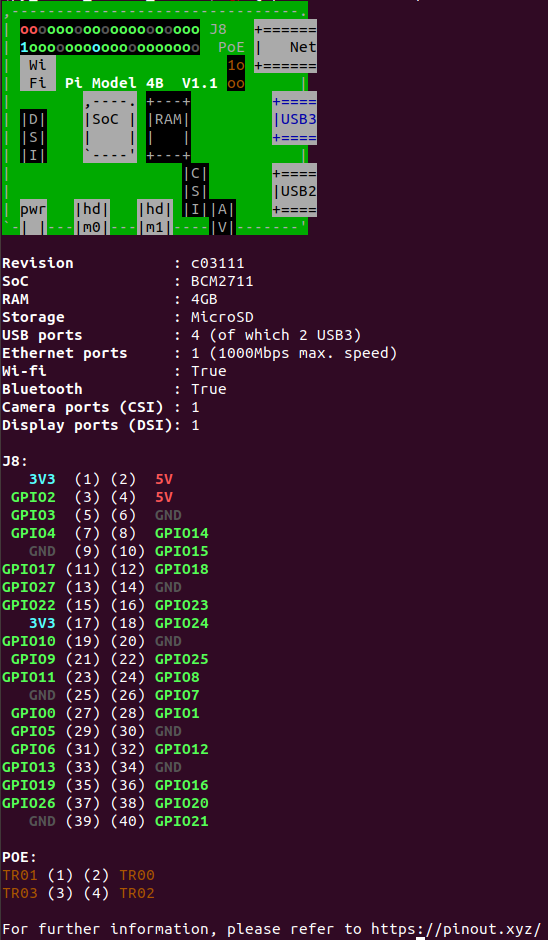 ,--------------------------------.
| oooooooooooooooooooo J8   +======
| 1ooooooooooooooooooo  PoE |   Net
|  Wi                    1o +======
|  Fi  Pi Model 4B  V1.1 oo      |
|        ,----. +---+         +====
| |D|    |SoC | |RAM|         |USB3
| |S|    |    | |   |         +====
| |I|    `----' +---+            |
|                   |C|       +====
|                   |S|       |USB2
| pwr   |hd|   |hd| |I||A|    +====
`-| |---|m0|---|m1|----|V|-------'
Revision           : c03111
SoC                : BCM2711
RAM                : 4GB
Storage            : MicroSD
USB ports          : 4 (of which 2 USB3)
Ethernet ports     : 1 (1000Mbps max. speed)
Wi-fi              : True
Bluetooth          : True
Camera ports (CSI) : 1
Display ports (DSI): 1
J8:
   3V3  (1) (2)  5V
 GPIO2  (3) (4)  5V
 GPIO3  (5) (6)  GND
 GPIO4  (7) (8)  GPIO14
   GND  (9) (10) GPIO15
GPIO17 (11) (12) GPIO18
GPIO27 (13) (14) GND
GPIO22 (15) (16) GPIO23
   3V3 (17) (18) GPIO24
GPIO10 (19) (20) GND
 GPIO9 (21) (22) GPIO25
GPIO11 (23) (24) GPIO8
   GND (25) (26) GPIO7
 GPIO0 (27) (28) GPIO1
 GPIO5 (29) (30) GND
 GPIO6 (31) (32) GPIO12
GPIO13 (33) (34) GND
GPIO19 (35) (36) GPIO16
GPIO26 (37) (38) GPIO20
   GND (39) (40) GPIO21
POE:
TR01 (1) (2) TR00
TR03 (3) (4) TR02
For further information, please refer to https://pinout.xyz/